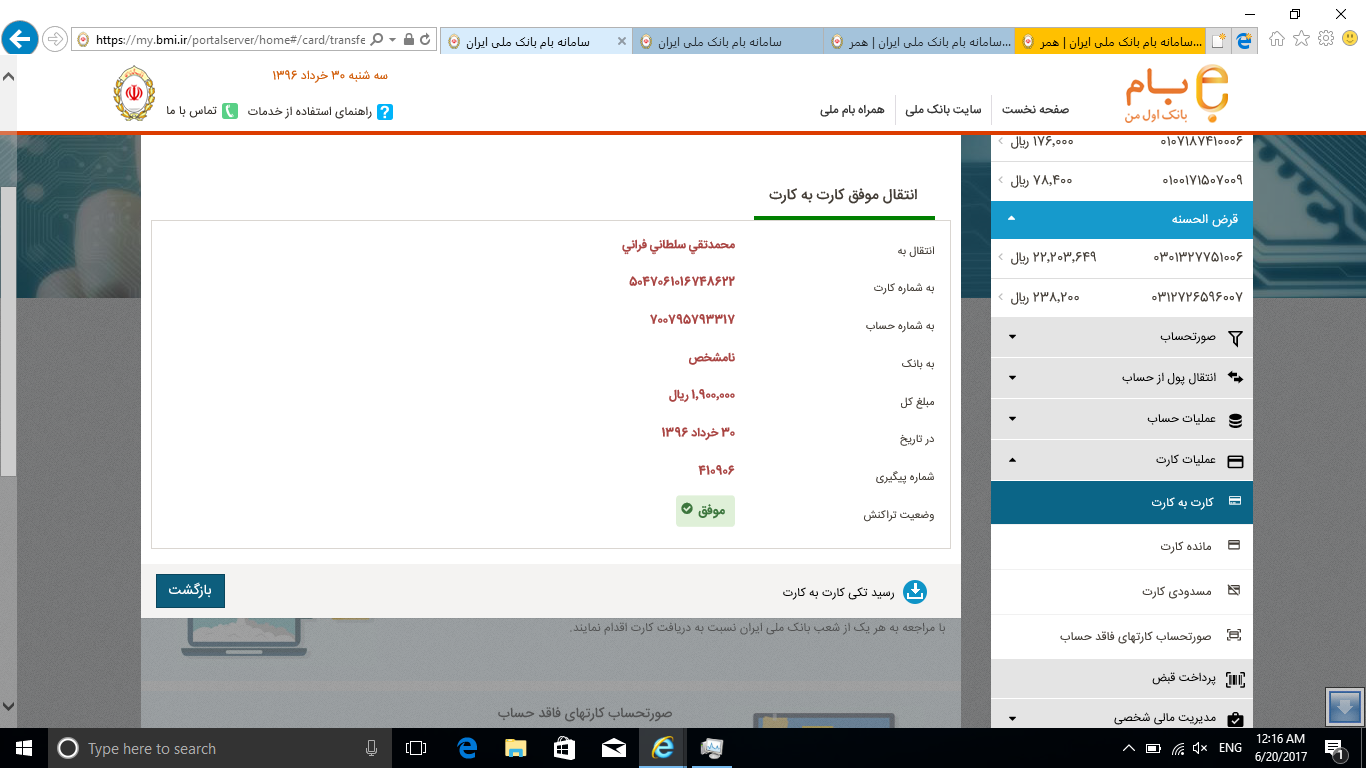 https://my.bmi.ir/portalserver/home#/card/transfe
سامانه بام بانک ملی ایران
سامانه بام بانک ملی ایران
سامانه بام بانک ملی ایران | همر...
سامانه بام بانک ملی ایران | همر...
سه شنبه ۳۰ خرداد ۱۳۹۶
راهنمای استفاده از خدمات
تماس با ما
بام
بانک اول من
صفحه نخست
سایت بانک ملی
همراه بام ملی
۰۱۰۷۱۸۷۴۱۰۰۰۶ ۱۷۶,۰۰۰ ریال
۰۱۰۰۱۷۱۵۰۷۰۰۹ ۷۸,۴۰۰ ریال
قرض الحسنه
۰۳۰۱۳۲۷۷۵۱۰۰۶ ۲۲,۲۰۳,۶۴۹ ریال
۰۳۱۲۷۲۶۵۹۶۰۰۷ ۲۳۸,۲۰۰ ریال
صورتحساب
انتقال پول از حساب
عملیات حساب
عملیات کارت
کارت به کارت
مانده کارت
مسدودی کارت
صورتحساب کارتهای فاقد حساب
پرداخت قبض
مدیریت مالی شخصی
انتقال موفق کارت به کارت
انتقال به محمدتقي سلطاني فراني
به شماره کارت ۵۰۴۷۰۶۱۰۱۶۷۴۸۶۲۲
به شماره حساب ۷۰۰۷۹۵۷۹۳۳۱۷
به بانک نامشخص
مبلغ کل ۱,۹۰۰,۰۰۰ ریال
در تاریخ ۳۰ خرداد ۱۳۹۶
شماره پیگیری ۴۱۰۹۰۶
وضعیت تراکنش موفق
رسید تکی کارت به کارت
بازگشت
با مراجعه به هر یک از شعب بانک ملی ایران نسبت به دریافت کارت اقدام نمایند.
صورتحساب کارتهای فاقد حساب
Type here to search
ENG
12:16 AM
6/20/2017
1